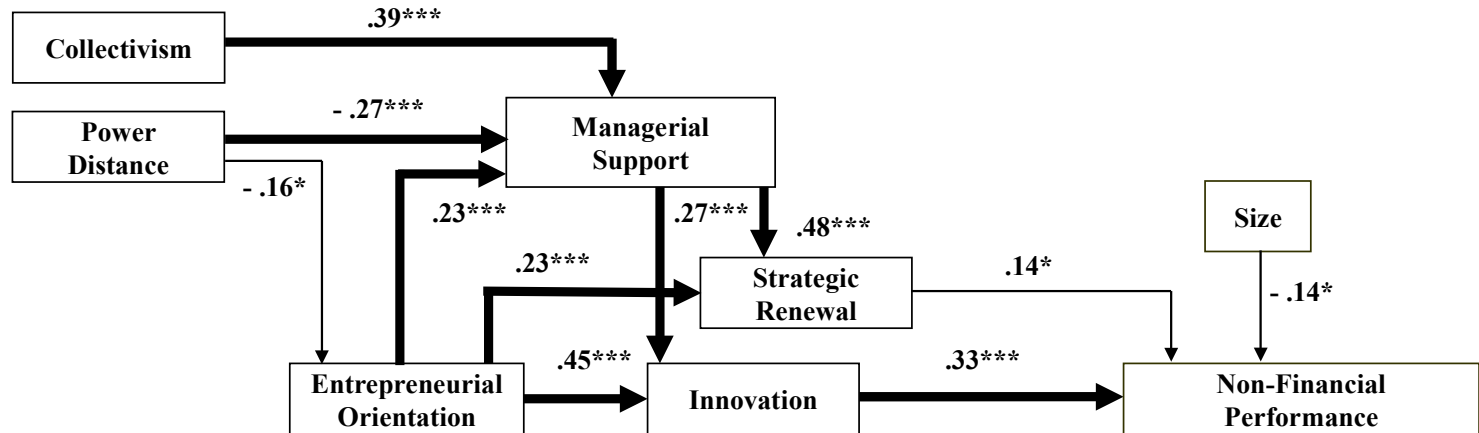 .39***
Collectivism
- .27***
Power
Distance
Managerial
Support
- .16*
.23***
.27***
.48***
Size
.23***
Strategic
Renewal
.14*
- .14*
Entrepreneurial
Orientation
.45***
Innovation
.33***
Non-Financial
Performance